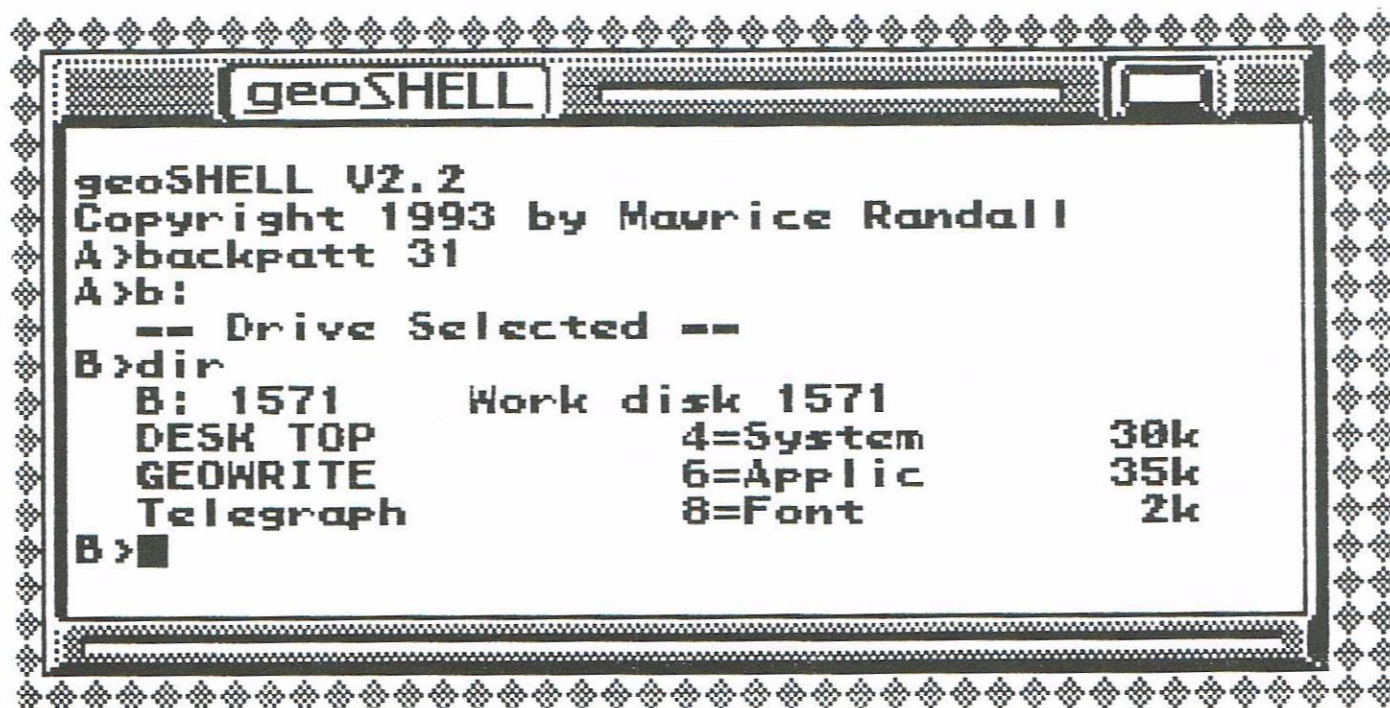 geoSHELL
geoSHELL V2.2
Copyright 1993 by Maurice Randall
A>backpatt 31
A>b:
-- Drive Selected --
B>dir
B: 1571 Work disk 1571
DESK TOP 4=System 30k
GEOWRITE 6=Applic 35k
Telegraph 8=Font 2k
B>